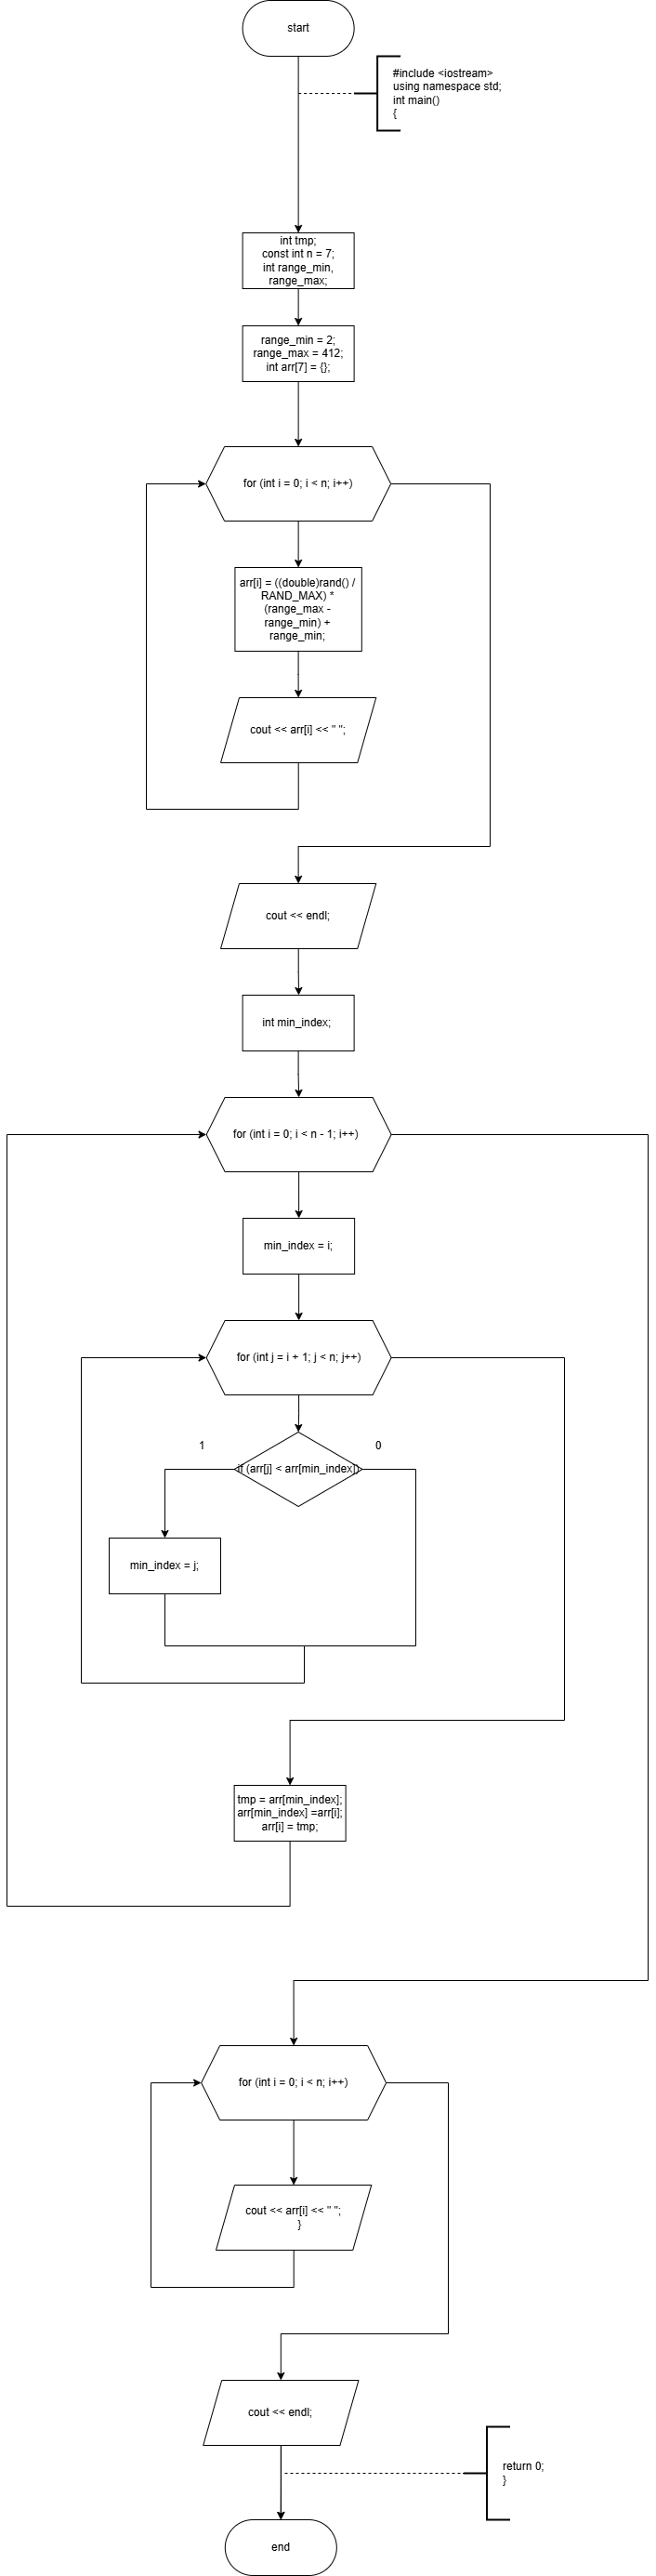 start
#include <iostream>
using namespace std;
int main()
{
int tmp;
const int n = 7;
int range_min,
range_max;
range_min = 2;
range_max = 412;
int arr[7] = {};
for (int i = 0; i < n; i++)
arr[i] = ((double)rand() /
RAND_MAX) *
(range_max -
range_min) +
range_min;
cout << arr[i] << " ";
cout << endl;
int min_index;
for (int i = 0; i < n - 1; i++)
min_index = i;
for (int j = i + 1; j < n; j++)
1
0
if (arr[j] < arr[min_index])
min_index = j;
tmp = arr[min_index];
arr[min_index] =arr[i];
arr[i] = tmp;
for (int i = 0; i < n; i++)
cout << arr[i] << " ";
}
cout << endl;
return 0;
}
end